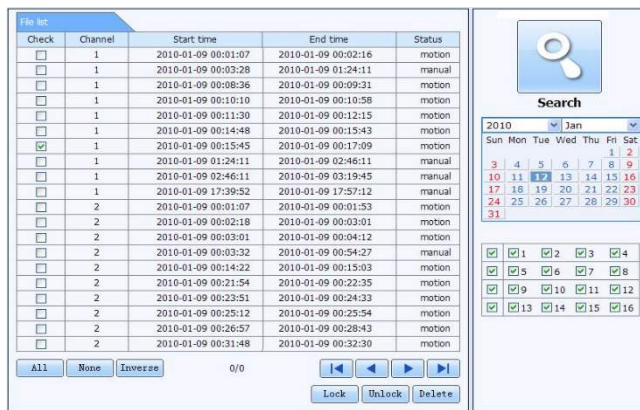 File list
Check Channel Start time End time Status
1 2010-01-09 00:01:07 2010-01-09 00:02:16 motion
1 2010-01-09 00:03:28 2010-01-09 01:24:11 manual
1 2010-01-09 00:08:36 2010-01-09 00:09:31 motion
1 2010-01-09 00:10:10 2010-01-09 00:10:58 motion
1 2010-01-09 00:11:30 2010-01-09 00:12:15 motion
1 2010-01-09 00:14:48 2010-01-09 00:15:43 motion
1 2010-01-09 00:15:45 2010-01-09 00:17:09 motion
1 2010-01-09 01:24:11 2010-01-09 02:46:11 manual
1 2010-01-09 02:46:11 2010-01-09 03:19:45 manual
1 2010-01-09 17:39:52 2010-01-09 17:57:12 manual
2 2010-01-09 00:01:07 2010-01-09 00:01:53 motion
2 2010-01-09 00:02:18 2010-01-09 00:03:01 motion
2 2010-01-09 00:03:01 2010-01-09 00:04:12 motion
2 2010-01-09 00:03:32 2010-01-09 00:54:27 manual
2 2010-01-09 00:14:22 2010-01-09 00:15:03 motion
2 2010-01-09 00:21:54 2010-01-09 00:22:35 motion
2 2010-01-09 00:23:51 2010-01-09 00:24:33 motion
2 2010-01-09 00:25:12 2010-01-09 00:25:54 motion
2 2010-01-09 00:26:57 2010-01-09 00:28:43 motion
2 2010-01-09 00:31:48 2010-01-09 00:32:30 motion
All None Inverse 0/0
Lock Unlock Delete
Search
2010 Jan
Sun Mon Tue Wed Thu Fri Sat
1 2
3 4 5 6 7 8 9
10 11 12 13 14 15 16
17 18 19 20 21 22 23
24 25 26 27 28 29 30
31
1 2 3 4
5 6 7 8
9 10 11 12
13 14 15 16